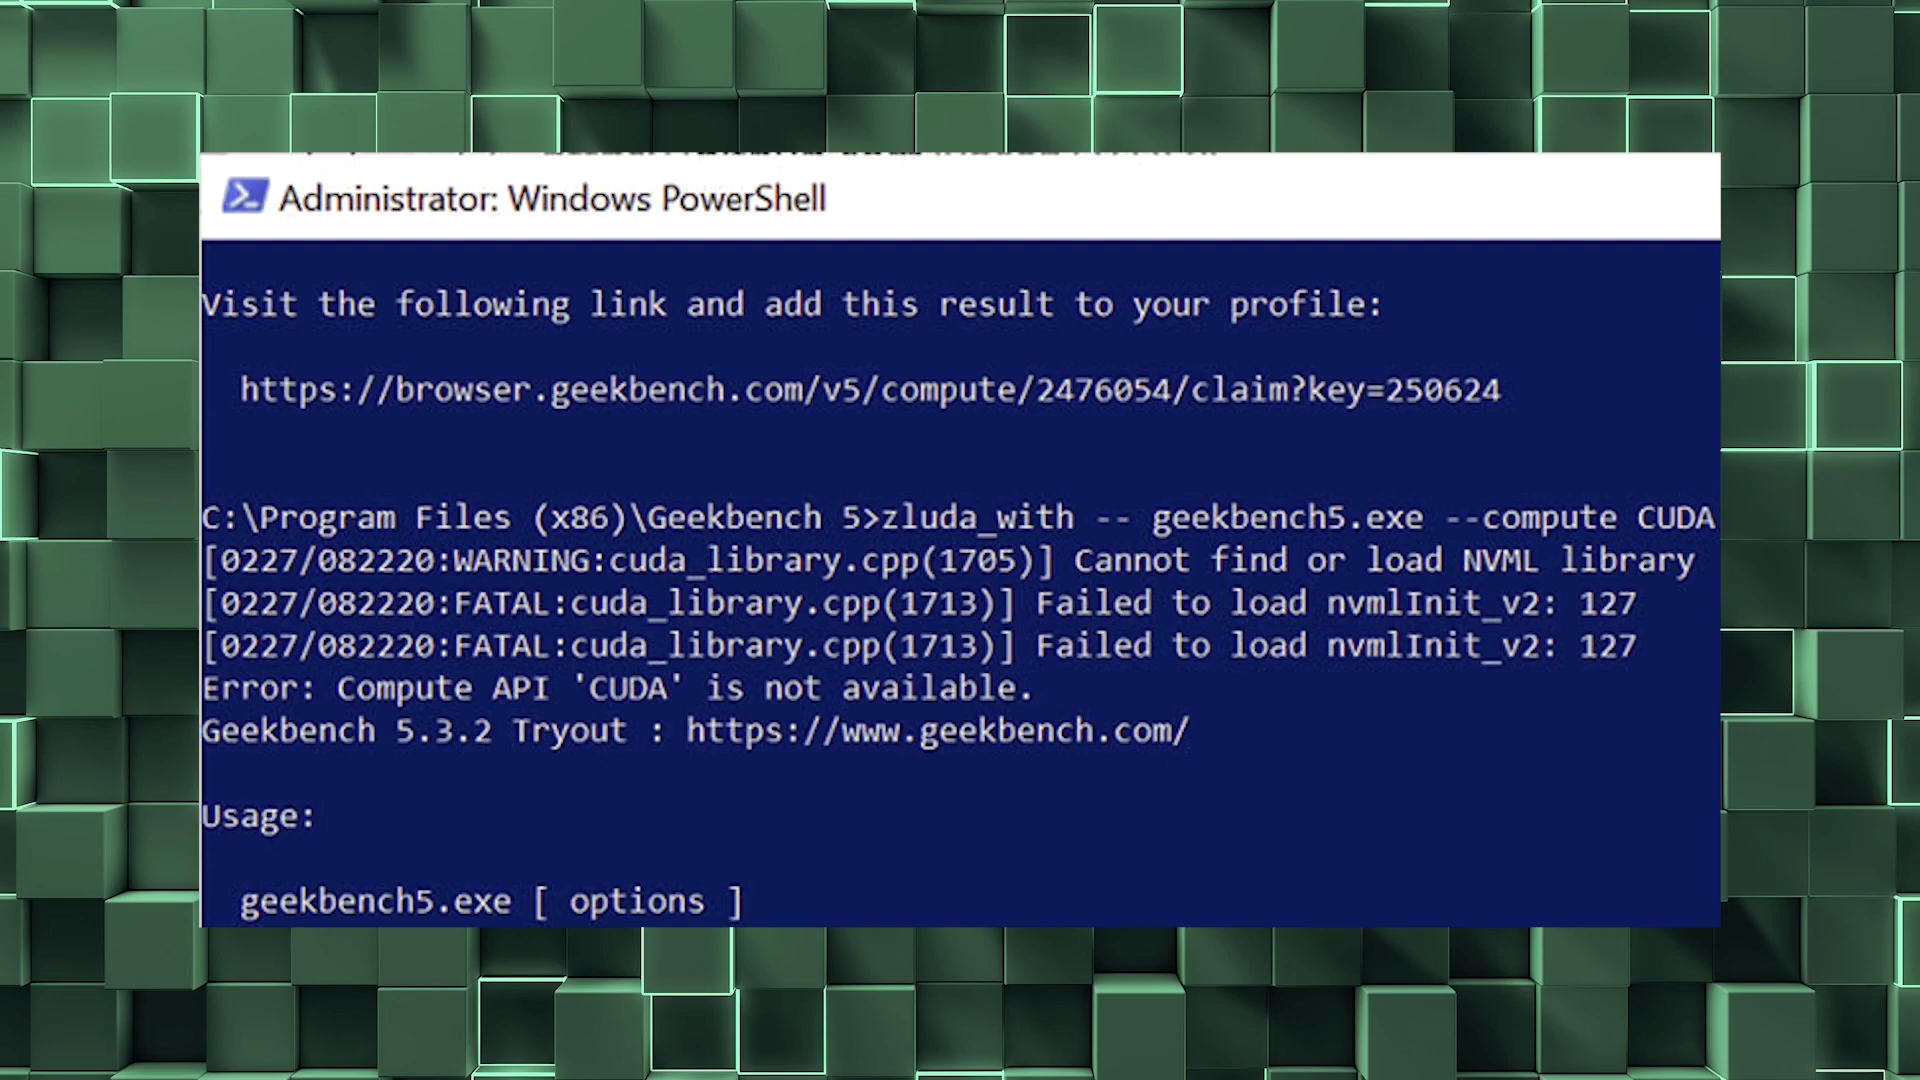 Administrator: Windows PowerShell
Visit the following link and add this result to your profile:
https://browser.geekbench.com/v5/compute/2476054/claim?key=250624
C:\Program Files (x86)\Geekbench 5>zluda_with -- geekbench5.exe --compute CUDA
[0227/082220:WARNING:cuda_library.cpp(1705)] Cannot find or load NVML library
[0227/082220:FATAL:cuda_library.cpp(1713)] Failed to load nvmlInit_v2: 127
[0227/082220:FATAL:cuda_library.cpp(1713)] Failed to load nvmlInit_v2: 127
Error: Compute API 'CUDA' is not available.
Geekbench 5.3.2 Tryout : https://www.geekbench.com/
Usage:
geekbench5.exe [ options ]